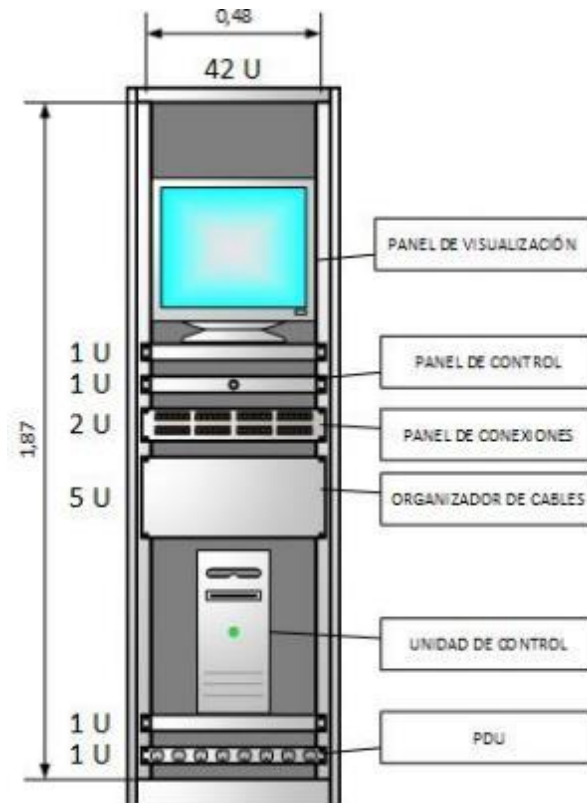 0,48
42 U
PANEL DE VISUALIZACIÓN
1 U
1 U
PANEL DE CONTROL
2 U
PANEL DE CONEXIONES
1,87
5 U
ORGANIZADOR DE CABLES
UNIDAD DE CONTROL
1 U
PDU
1 U